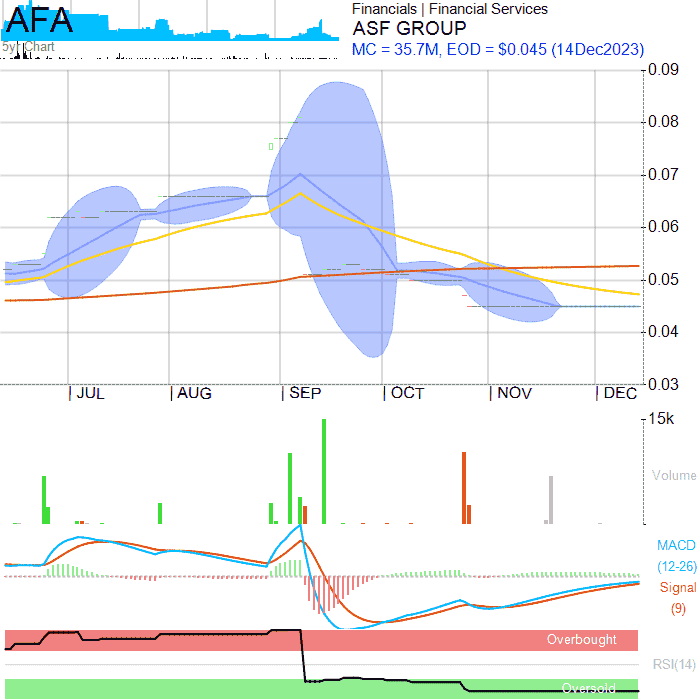 AFA
5yr Chart
Financials | Financial Services
ASF GROUP
MC = 35.7M, EOD = $0.045 (14Dec2023)
0.09
0.08
0.07
0.06
0.05
0.04
0.03
JUL AUG SEP OCT NOV DEC
15k
Volume
MACD
(12-26)
Signal
(9)
Overbought
RSI(14)
Oversold